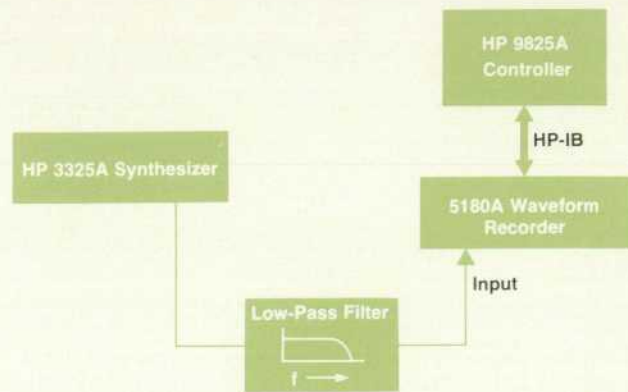 HP 9825A
Controller
HP-IB
HP 3325A Synthesizer
5180A Waveform
Recorder
Input
Low-Pass Filter
f